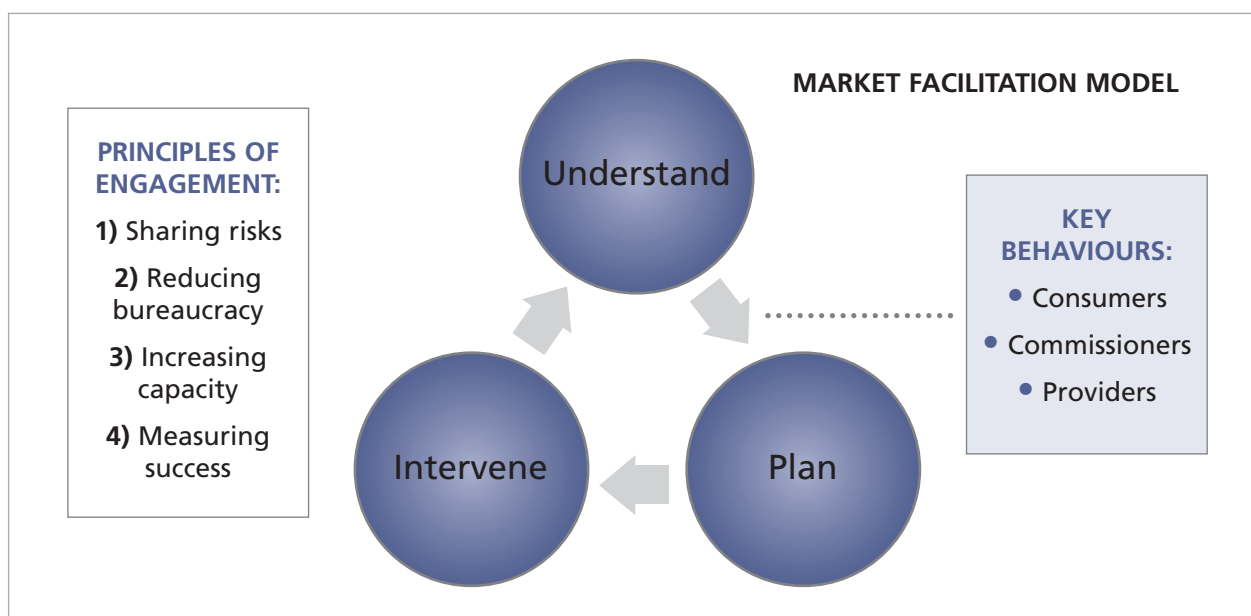 MARKET FACILITATION MODEL
PRINCIPLES OF
ENGAGEMENT:
1) Sharing risks
2) Reducing
bureaucracy
3) Increasing
capacity
4) Measuring
success
Understand
Intervene
Plan
KEY
BEHAVIOURS:
• Consumers
• Commissioners
• Providers